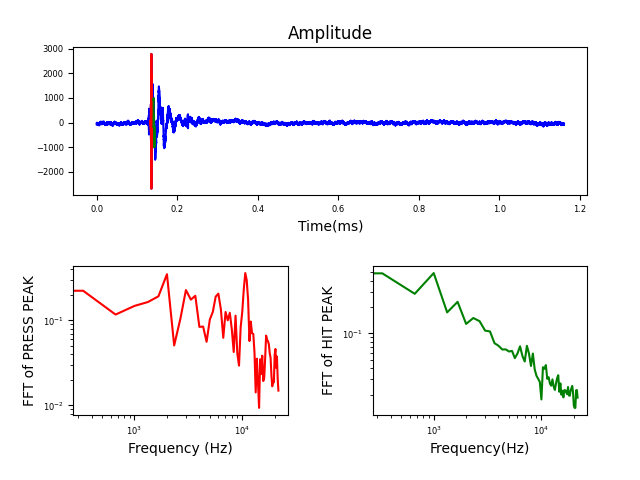 Amplitude
3000
2000
1000
0
−1000
−2000
0.0 0.2 0.4 0.6 0.8 1.0 1.2
Time(ms)
FFT of PRESS PEAK
10⁻¹
10⁻²
10³ 10⁴
Frequency (Hz)
FFT of HIT PEAK
10⁻¹
10³ 10⁴
Frequency(Hz)